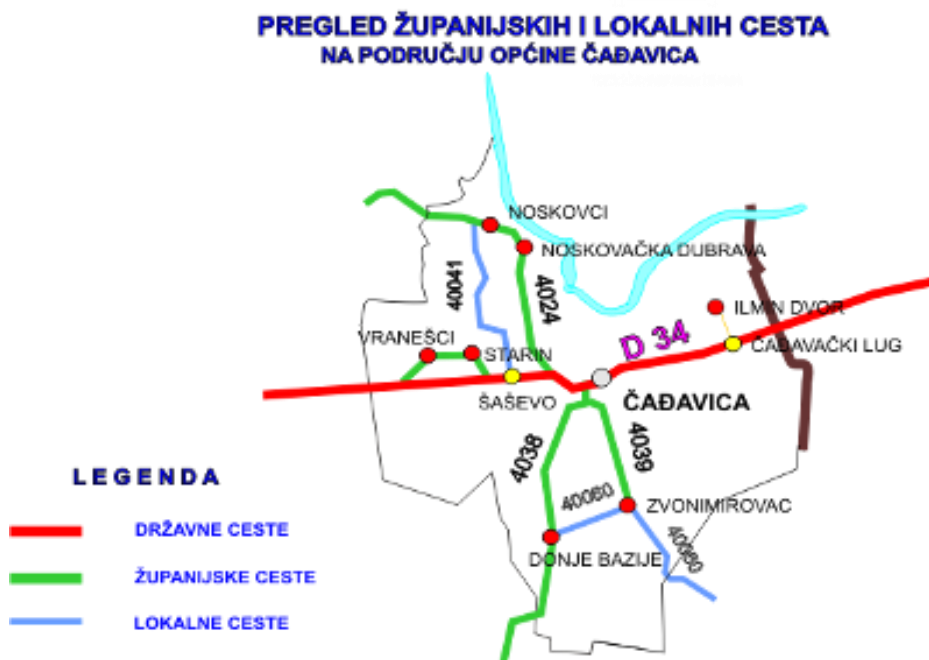 PREGLED ŽUPANIJSKIH I LOKALNIH CESTA
NA PODRUČJU OPĆINE ČAĐAVICA
NOSKOVCI
NOSKOVAČKA DUBRAVA
40041
4024
ILMIN DVOR
D 34
VRANEŠCI
STARIN
ČAĐAVAČKI LUG
ŠAŠEVO
ČAĐAVICA
4038
4039
LEGENDA
40060
ZVONIMIROVAC
DRŽAVNE CESTE
40060
DONJE BAZIJE
ŽUPANIJSKE CESTE
LOKALNE CESTE